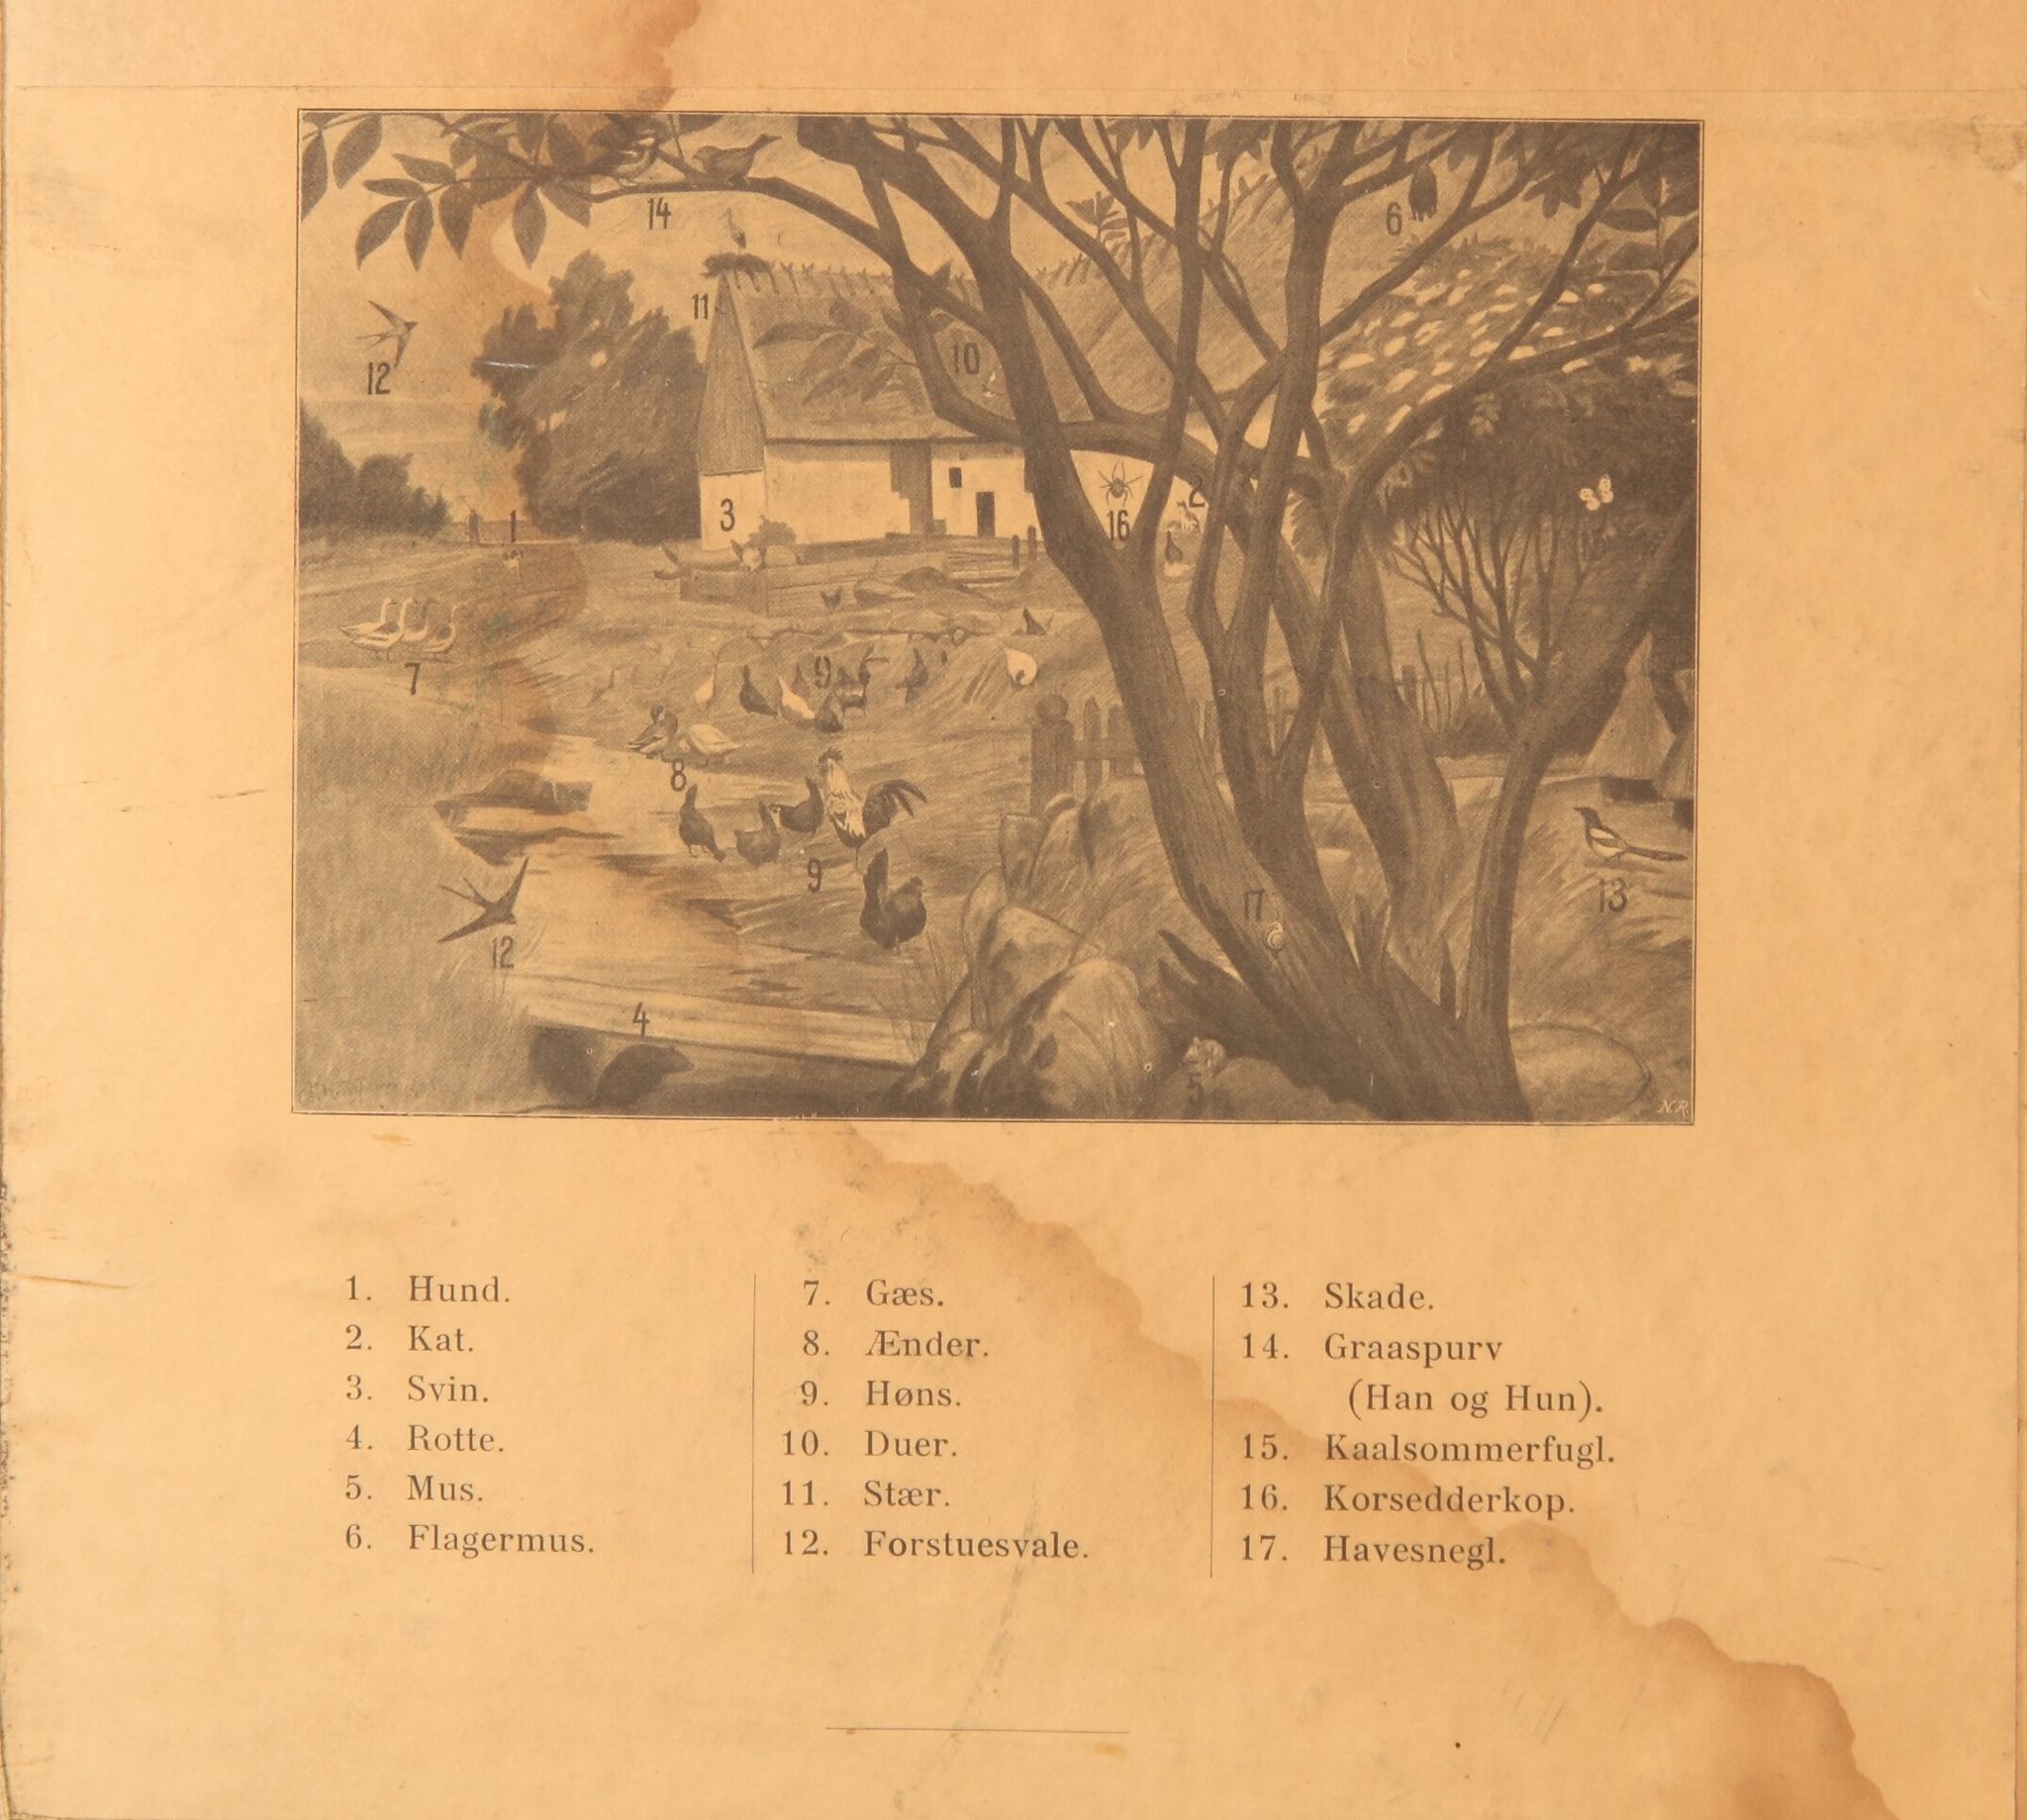 14
6
11
12
10
3
1
16
2
7
9
8
9
17
13
12
4
5
N.R.
1. Hund.
2. Kat.
3. Svin.
4. Rotte.
5. Mus.
6. Flagermus.
7. Gæs.
8. Ænder.
9. Høns.
10. Duer.
11. Stær.
12. Forstuesvale.
13. Skade.
14. Graaspurv
(Han og Hun).
15. Kaalsommerfugl.
16. Korsedderkop.
17. Havesnegl.